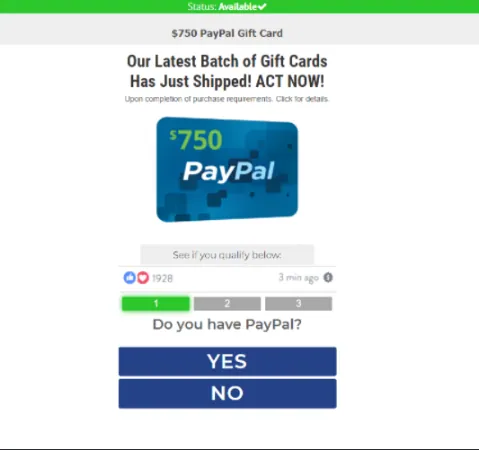 Status: Available✔
$750 PayPal Gift Card
Our Latest Batch of Gift Cards
Has Just Shipped! ACT NOW!
Upon completion of purchase requirements. Click for details.
$750
PayPal
See if you qualify below:
1928 3 min ago
1 2 3
Do you have PayPal?
YES
NO